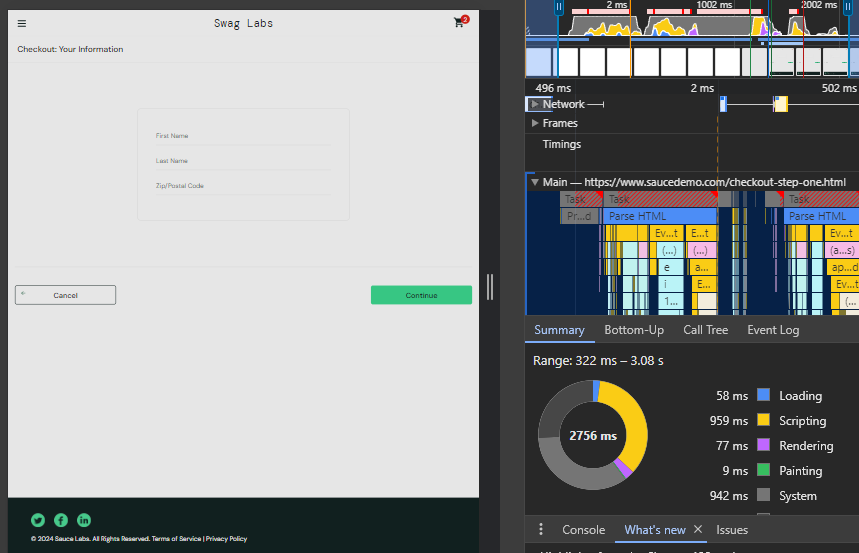 Swag Labs
2
Checkout: Your Information
First Name
Last Name
Zip/Postal Code
Cancel
Continue
© 2024 Sauce Labs. All Rights Reserved. Terms of Service | Privacy Policy
2 ms
1002 ms
2002 ms
496 ms
2 ms
502 ms
Network
Frames
Timings
Main — https://www.saucedemo.com/checkout-step-one.html
Task
Task
Task
Pr...d
Parse HTML
Parse HTML
Ev...t
E...t
Ev...t
(...)
(...)
(a...s)
e
a...
ap...d
i
E...
Ev...t
1...
(...
Summary
Bottom-Up
Call Tree
Event Log
Range: 322 ms – 3.08 s
2756 ms
58 ms Loading
959 ms Scripting
77 ms Rendering
9 ms Painting
942 ms System
Console
What's new
Issues